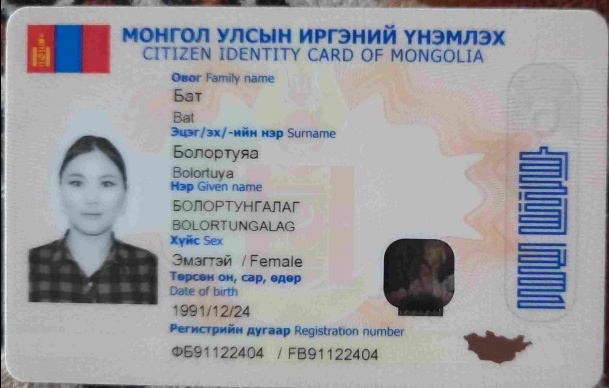 МОНГОЛ УЛСЫН ИРГЭНИЙ ҮНЭМЛЭХ
CITIZEN IDENTITY CARD OF MONGOLIA
Овог Family name
Бат
Bat
Эцэг/эх/-ийн нэр Surname
Болортуяа
Bolortuya
Нэр Given name
БОЛОРТУНГАЛАГ
BOLORTUNGALAG
Хүйс Sex
Эмэгтэй / Female
Төрсөн он, сар, өдөр
Date of birth
1991/12/24
Регистрийн дугаар Registration number
ФБ91122404 / FB91122404